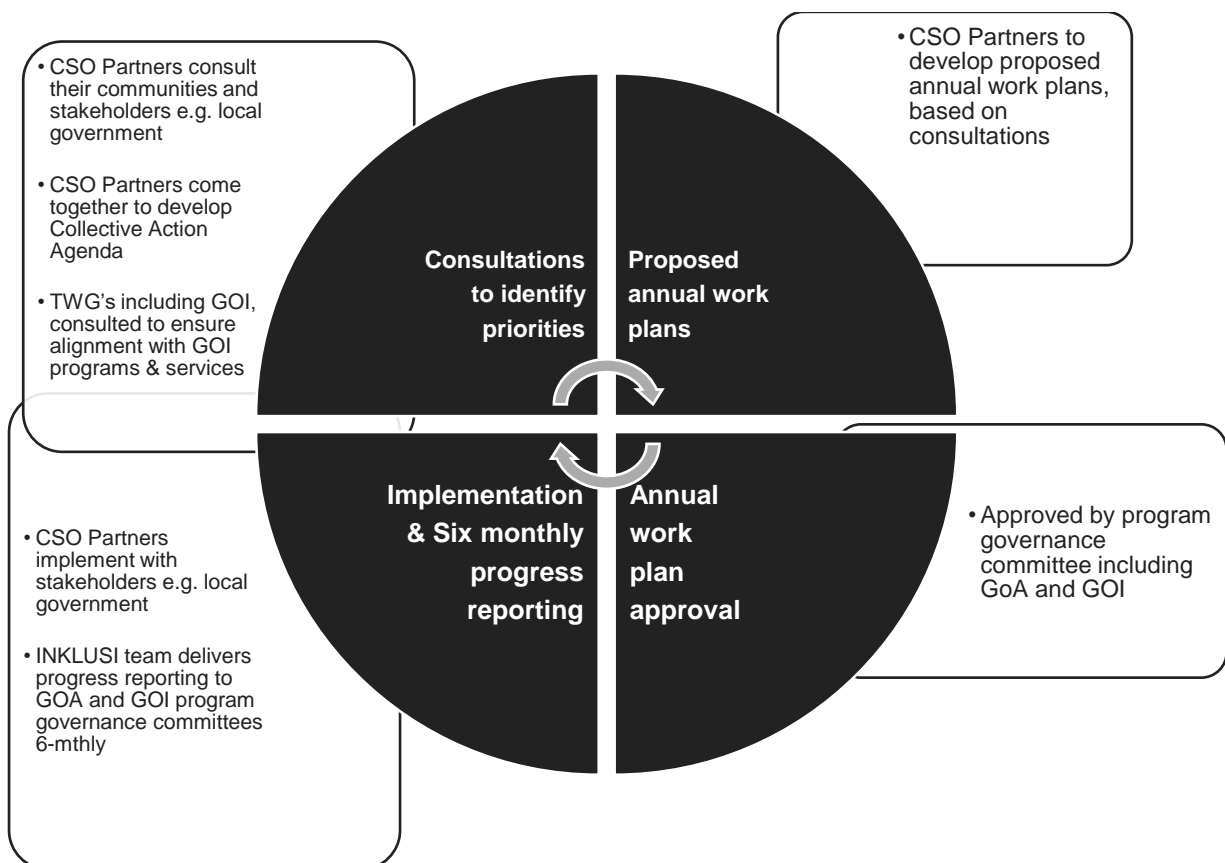 • CSO Partners consult
their communities and
stakeholders e.g. local
government
• CSO Partners come
together to develop
Collective Action
Agenda
• TWG’s including GOI,
consulted to ensure
alignment with GOI
programs & services
Consultations
to identify
priorities
• CSO Partners to
develop proposed
annual work plans,
based on
consultations
Proposed
annual work
plans
Annual
work
plan
approval
• Approved by program
governance
committee including
GoA and GOI
Implementation
& Six monthly
progress
reporting
• CSO Partners
implement with
stakeholders e.g. local
government
• INKLUSI team delivers
progress reporting to
GOA and GOI program
governance committees
6-mthly